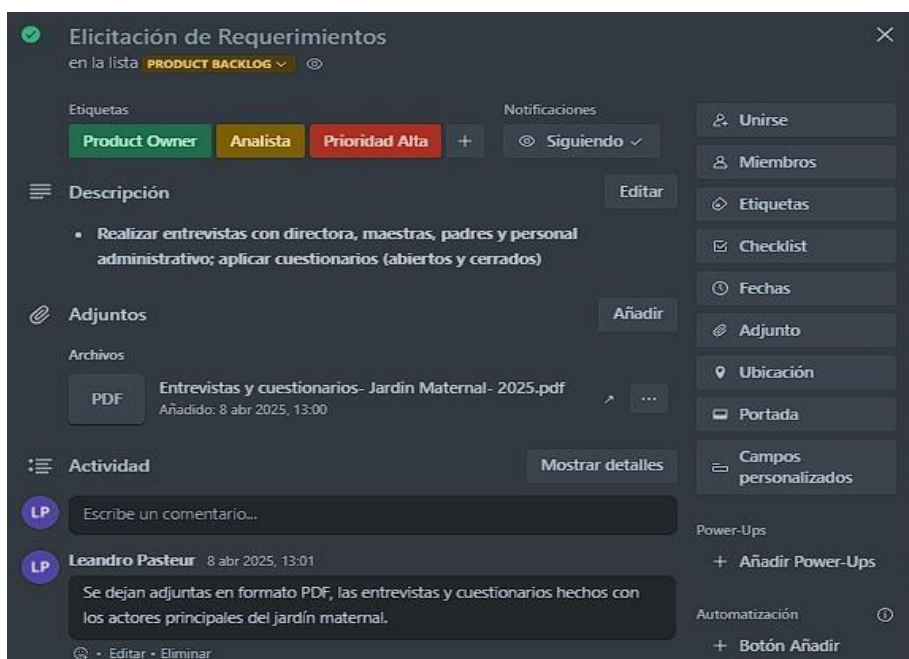 Elicitación de Requerimientos
en la lista PRODUCT BACKLOG
Etiquetas
Product Owner
Analista
Prioridad Alta
+
Notificaciones
Siguiendo
Descripción
Editar
• Realizar entrevistas con directora, maestras, padres y personal
administrativo; aplicar cuestionarios (abiertos y cerrados)
Adjuntos
Añadir
Archivos
PDF
Entrevistas y cuestionarios- Jardin Maternal- 2025.pdf
Añadido: 8 abr 2025, 13:00
Actividad
Mostrar detalles
LP
Escribe un comentario...
LP
Leandro Pasteur 8 abr 2025, 13:01
Se dejan adjuntas en formato PDF, las entrevistas y cuestionarios hechos con
los actores principales del jardín maternal.
• Editar • Eliminar
Unirse
Miembros
Etiquetas
Checklist
Fechas
Adjunto
Ubicación
Portada
Campos
personalizados
Power-Ups
+ Añadir Power-Ups
Automatización
+ Botón Añadir